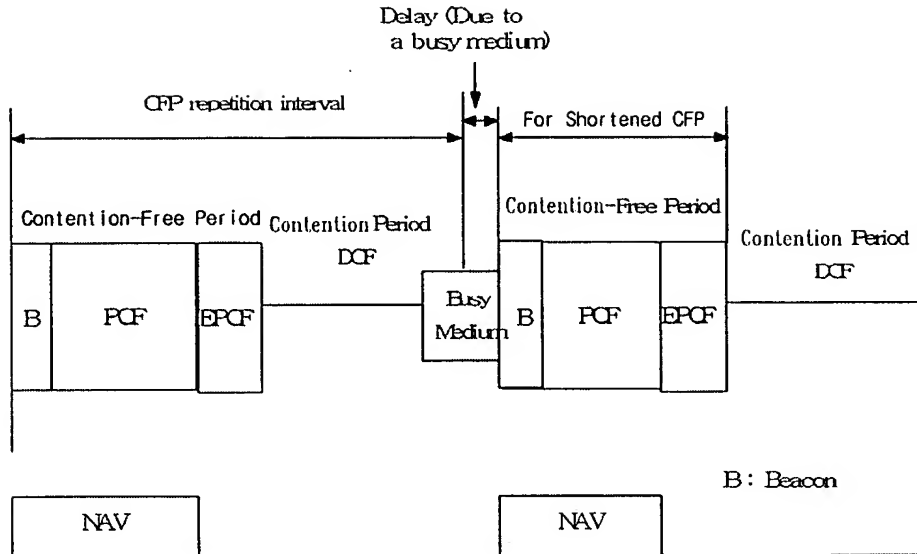 Delay (Due to
a busy medium)
CFP repetition interval
For Shortened CFP
Contention-Free Period
Contention Period
DCF
Contention-Free Period
Contention Period
DCF
B
PCF
EPCF
Busy
Medium
B
PCF
EPCF
B : Beacon
NAV
NAV